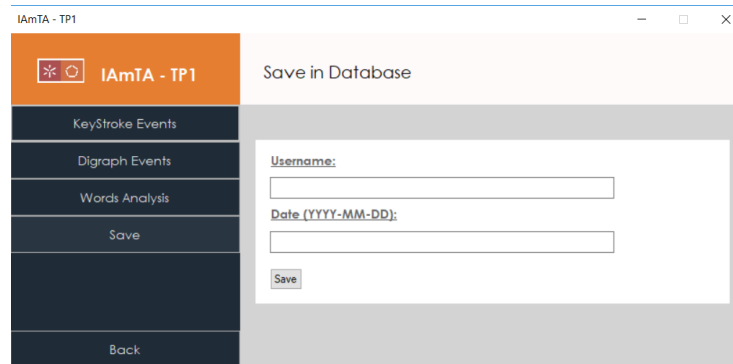 IAmTA - TP1
IAmTA - TP1
Save in Database
KeyStroke Events
Digraph Events
Words Analysis
Save
Username:
Date (YYYY-MM-DD):
Save
Back